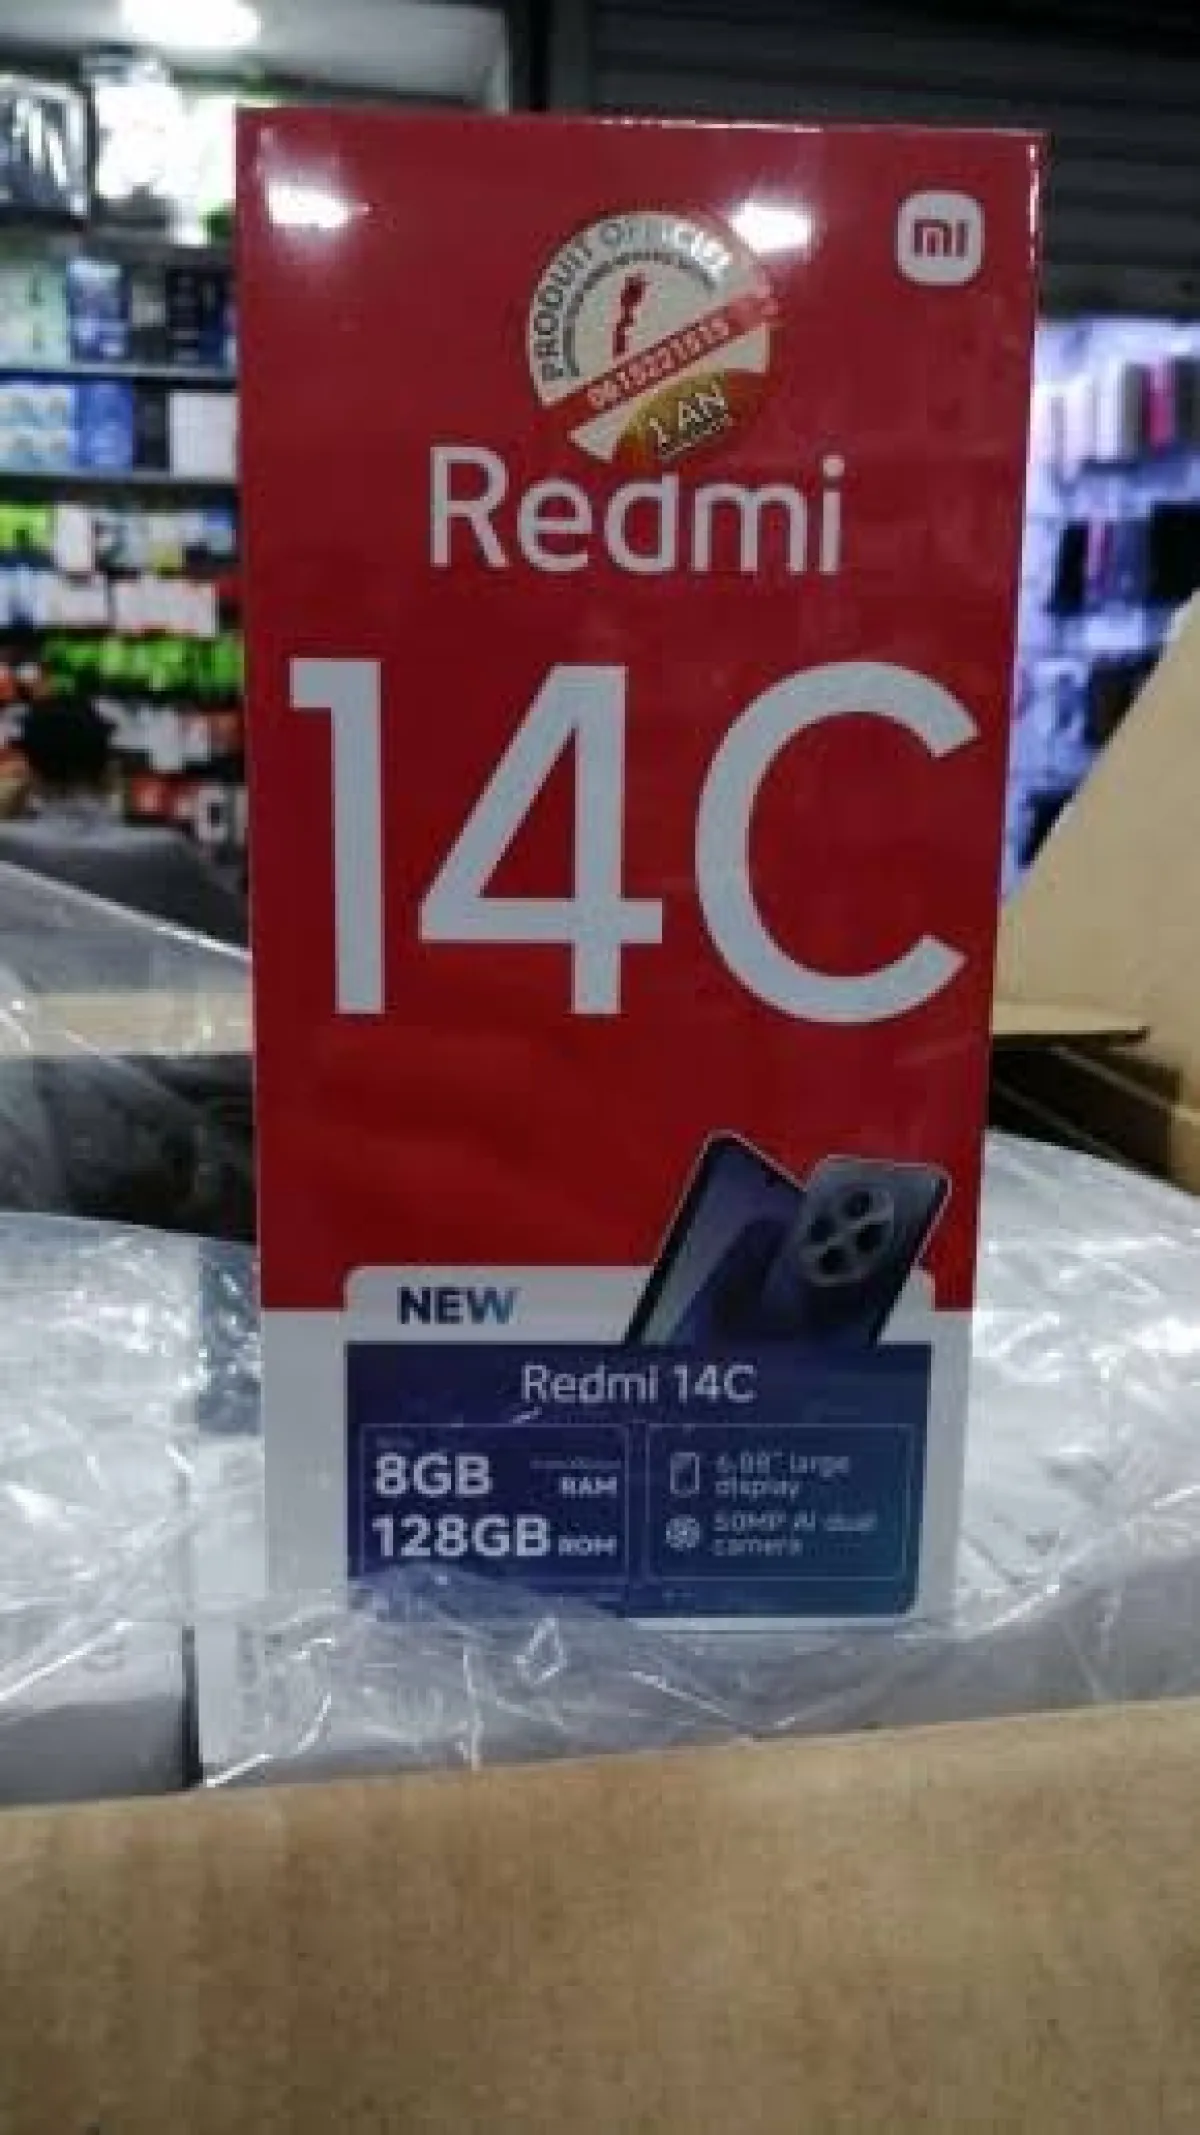 mi
PRODUIT OFFICIEL
0615221915
1 AN
Redmi
14C
NEW
Redmi 14C
8GB RAM
128GB ROM
6.88" large
display
50MP AI dual
camera